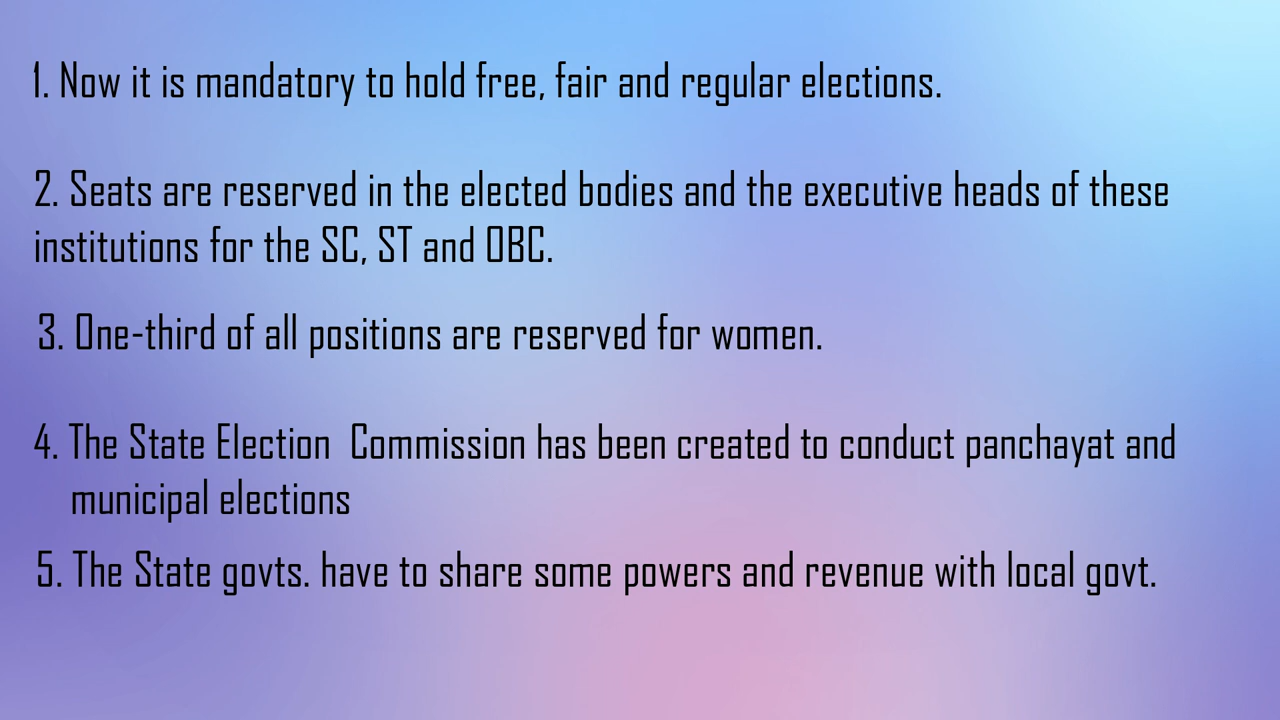 1. Now it is mandatory to hold free, fair and regular elections.
2. Seats are reserved in the elected bodies and the executive heads of these
institutions for the SC, ST and OBC.
3. One-third of all positions are reserved for women.
4. The State Election  Commission has been created to conduct panchayat and
municipal elections
5. The State govts. have to share some powers and revenue with local govt.